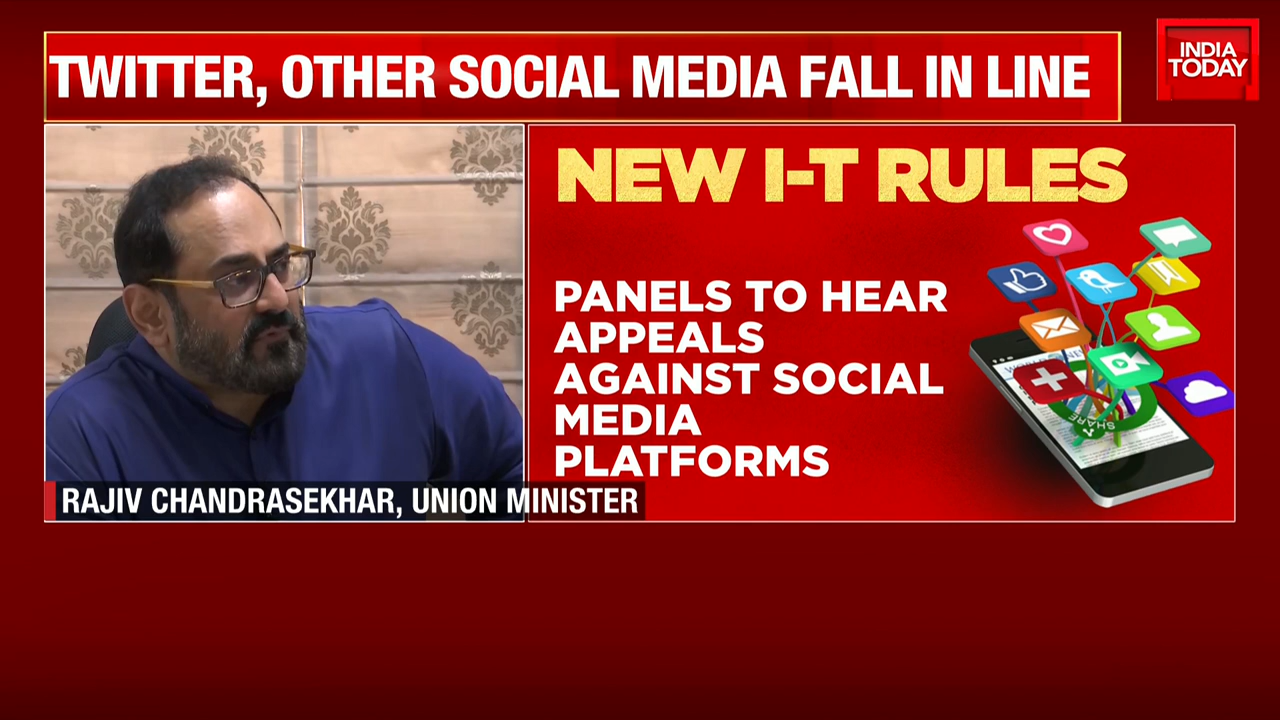 TWITTER, OTHER SOCIAL MEDIA FALL IN LINE
INDIA
TODAY
NEW I-T RULES
PANELS TO HEAR
APPEALS
AGAINST SOCIAL
MEDIA
PLATFORMS
SHARE
RAJIV CHANDRASEKHAR, UNION MINISTER